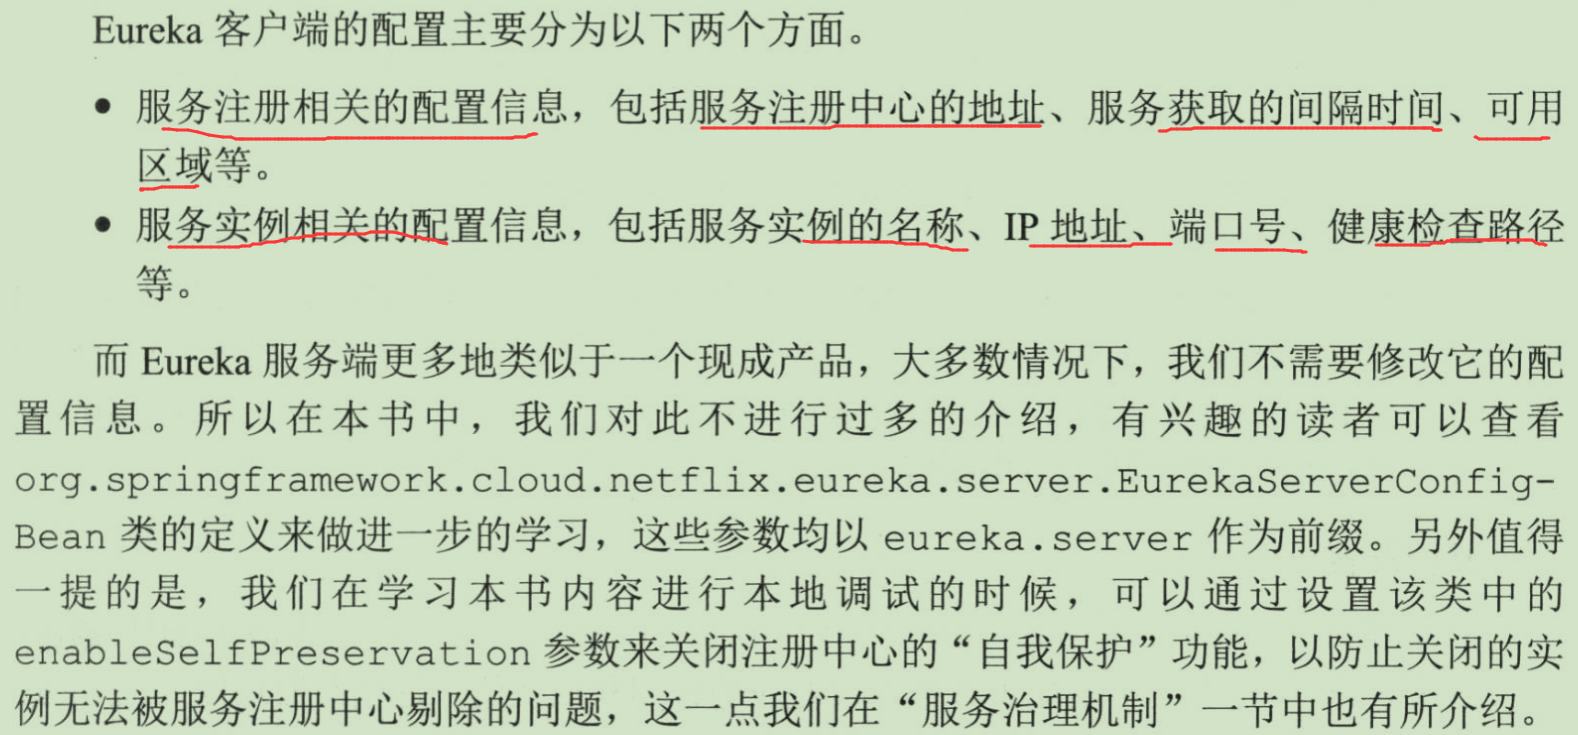 Eureka 客户端的配置主要分为以下两个方面。
● 服务注册相关的配置信息，包括服务注册中心的地址、服务获取的间隔时间、可用
区域等。
● 服务实例相关的配置信息，包括服务实例的名称、IP 地址、端口号、健康检查路径
等。
而 Eureka 服务端更多地类似于一个现成产品，大多数情况下，我们不需要修改它的配
置信息。所以在本书中，我们对此不进行过多的介绍，有兴趣的读者可以查看
org.springframework.cloud.netflix.eureka.server.EurekaServerConfig-
Bean 类的定义来做进一步的学习，这些参数均以 eureka.server 作为前缀。另外值得
一提的是，我们在学习本书内容进行本地调试的时候，可以通过设置该类中的
enableSelfPreservation 参数来关闭注册中心的“自我保护”功能，以防止关闭的实
例无法被服务注册中心剔除的问题，这一点我们在“服务治理机制”一节中也有所介绍。